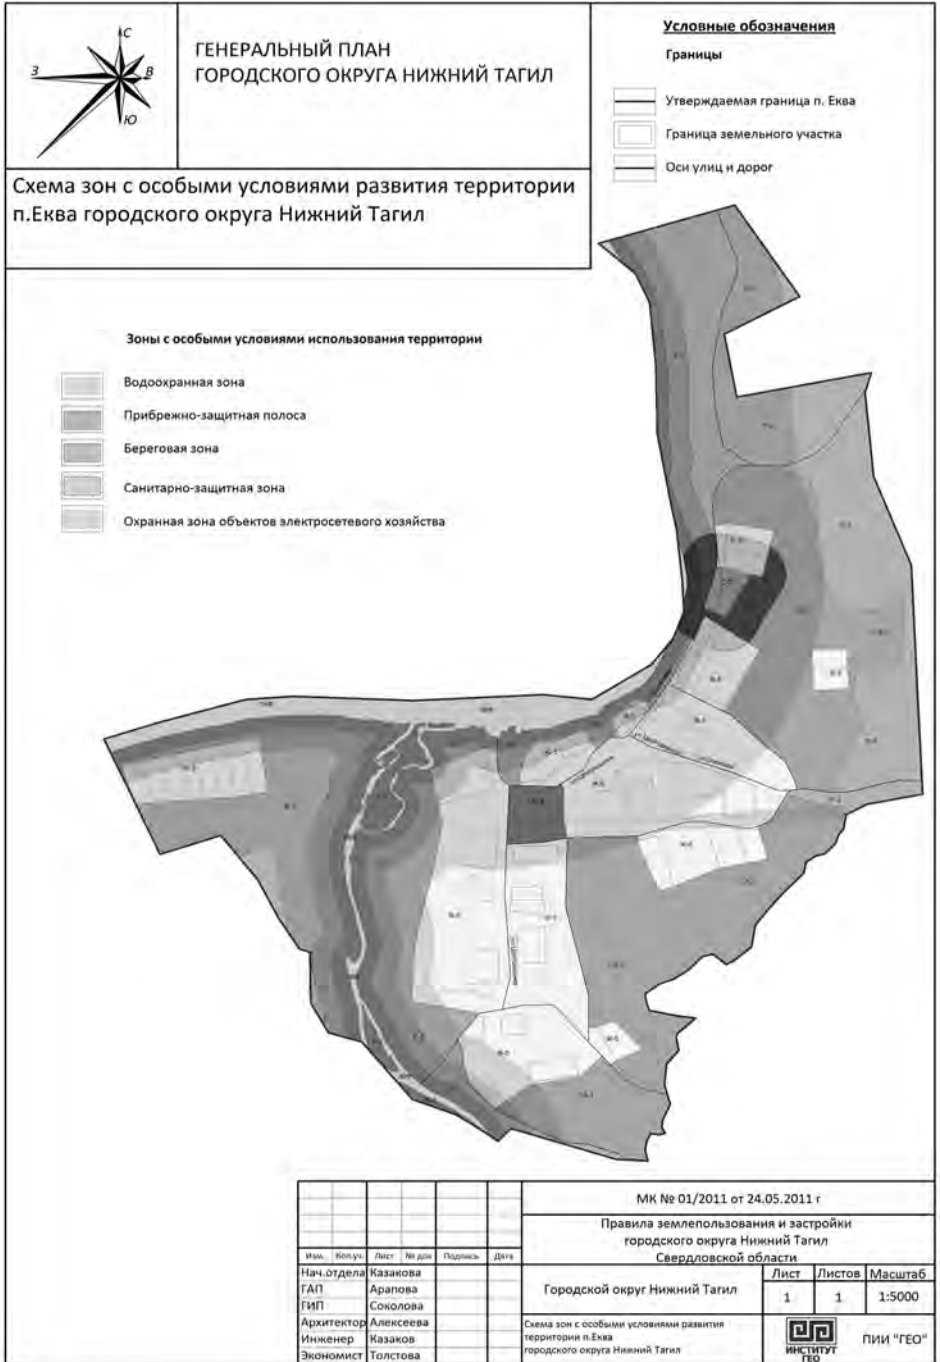 С
З
В
Ю
ГЕНЕРАЛЬНЫЙ ПЛАН
ГОРОДСКОГО ОКРУГА НИЖНИЙ ТАГИЛ
Схема зон с особыми условиями развития территории
п.Еква городского округа Нижний Тагил
Условные обозначения
Границы
Утверждаемая граница п. Еква
Граница земельного участка
Оси улиц и дорог
Зоны с особыми условиями использования территории
Водоохранная зона
Прибрежно-защитная полоса
Береговая зона
Санитарно-защитная зона
Охранная зона объектов электросетевого хозяйства
МК № 01/2011 от 24.05.2011 г
Правила землепользования и застройки
городского округа Нижний Тагил
Свердловской области
Изм. Кол.уч. Лист № док Подпись Дата
Нач.отдела Казакова
ГАП Арапова
ГИП Соколова
Архитектор Алексеева
Инженер Казаков
Экономист Толстова
Городской округ Нижний Тагил
Лист Листов Масштаб
1 1 1:5000
Схема зон с особыми условиями развития
территории п.Еква
городского округа Нижний Тагил
ИНСТИТУТ
ГЕО
ПИИ "ГЕО"